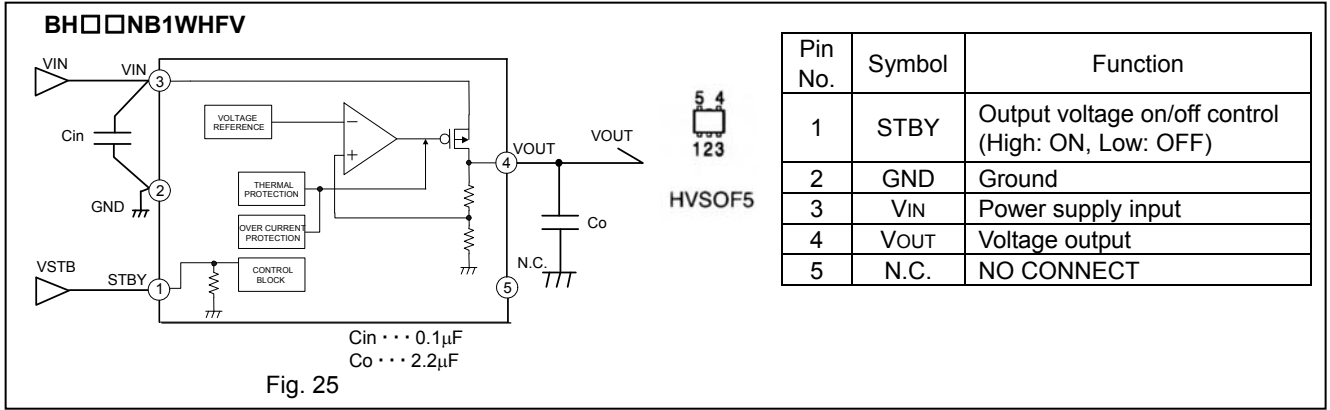 BH□□NB1WHFV
VIN
VIN
3
Cin
2
GND
VSTB
STBY
1
VOLTAGE
REFERENCE
THERMAL
PROTECTION
OVER CURRENT
PROTECTION
CONTROL
BLOCK
−
+
4
VOUT
VOUT
Co
N.C.
5
Cin ・・・ 0.1μF
Co ・・・ 2.2μF
Fig. 25
5 4
123
HVSOF5
Pin No. Symbol Function
1 STBY Output voltage on/off control
(High: ON, Low: OFF)
2 GND Ground
3 VIN Power supply input
4 VOUT Voltage output
5 N.C. NO CONNECT